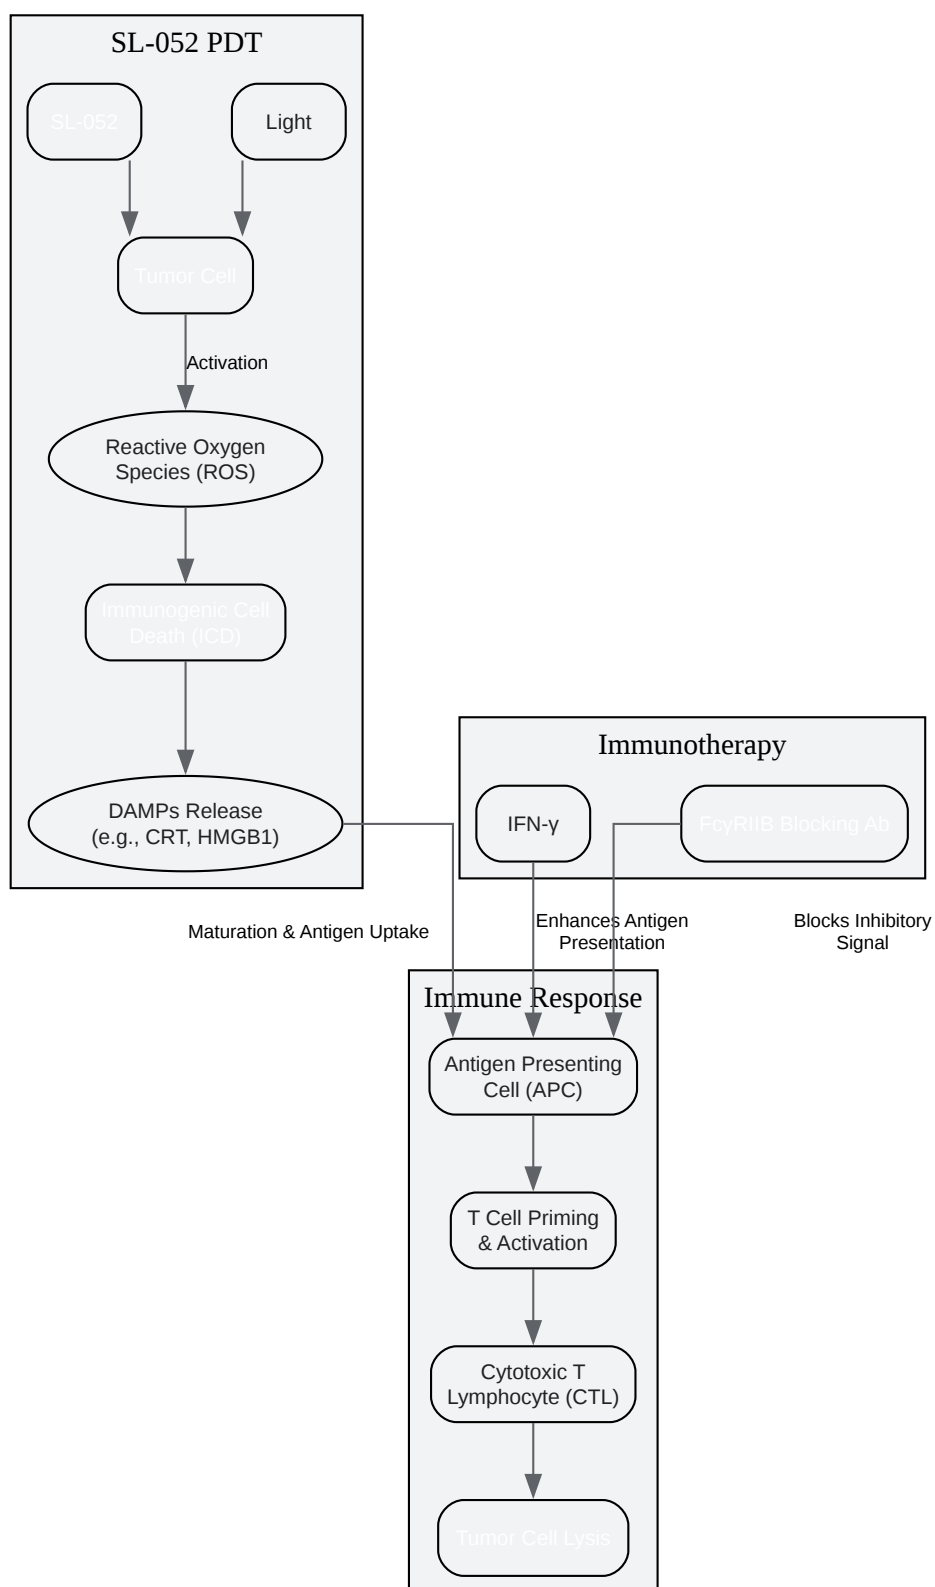 SL-052 PDT
SL-052
Light
Tumor Cell
Activation
Reactive Oxygen
Species (ROS)
Immunogenic Cell
Death (ICD)
DAMPs Release
(e.g., CRT, HMGB1)
Immunotherapy
IFN-γ
FcγRIIB Blocking Ab
Maturation & Antigen Uptake
Enhances Antigen
Presentation
Blocks Inhibitory
Signal
Immune Response
Antigen Presenting
Cell (APC)
T Cell Priming
& Activation
Cytotoxic T
Lymphocyte (CTL)
Tumor Cell Lysis